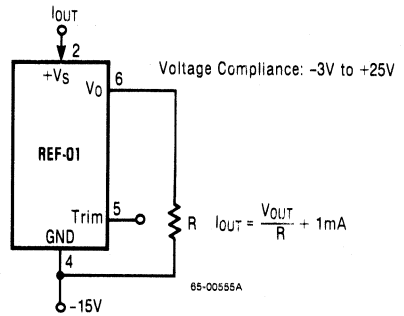 IOUT
2
+VS
VO
6
Voltage Compliance: –3V to +25V
REF-01
Trim
5
R
IOUT = VOUT / R + 1mA
GND
4
65-00555A
–15V